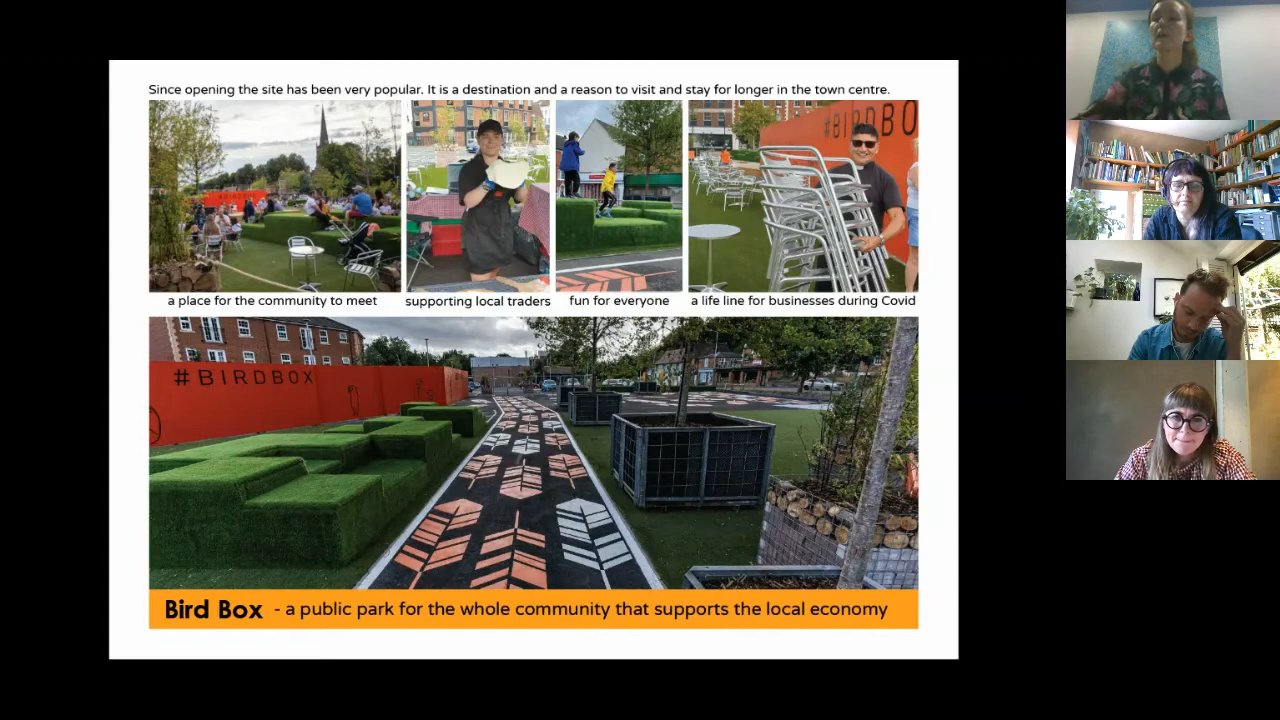 Since opening the site has been very popular. It is a destination and a reason to visit and stay for longer in the town centre.
#BIRDBO
a place for the community to meet
supporting local traders
fun for everyone
a life line for businesses during Covid
#BIRDBOX
Bird Box - a public park for the whole community that supports the local economy